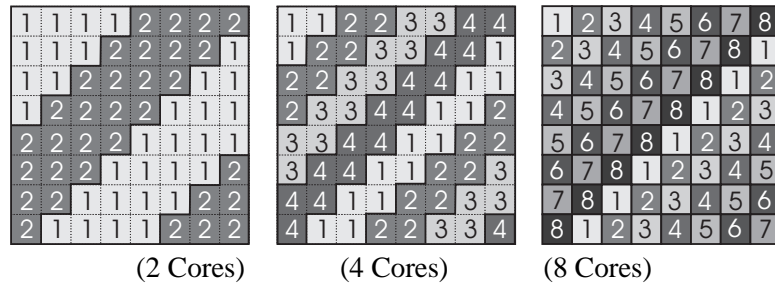 1 1 1 1 2 2 2 2 1 1 2 2 3 3 4 4 1 2 3 4 5 6 7 8
1 1 1 2 2 2 2 1 1 2 2 3 3 4 4 1 2 3 4 5 6 7 8 1
1 1 2 2 2 2 1 1 2 2 3 3 4 4 1 1 3 4 5 6 7 8 1 2
1 2 2 2 2 1 1 1 2 3 3 4 4 1 1 2 4 5 6 7 8 1 2 3
2 2 2 2 1 1 1 1 3 3 4 4 1 1 2 2 5 6 7 8 1 2 3 4
2 2 2 1 1 1 1 2 3 4 4 1 1 2 2 3 6 7 8 1 2 3 4 5
2 2 1 1 1 1 2 2 4 4 1 1 2 2 3 3 7 8 1 2 3 4 5 6
2 1 1 1 1 2 2 2 4 1 1 2 2 3 3 4 8 1 2 3 4 5 6 7
(2 Cores) (4 Cores) (8 Cores)